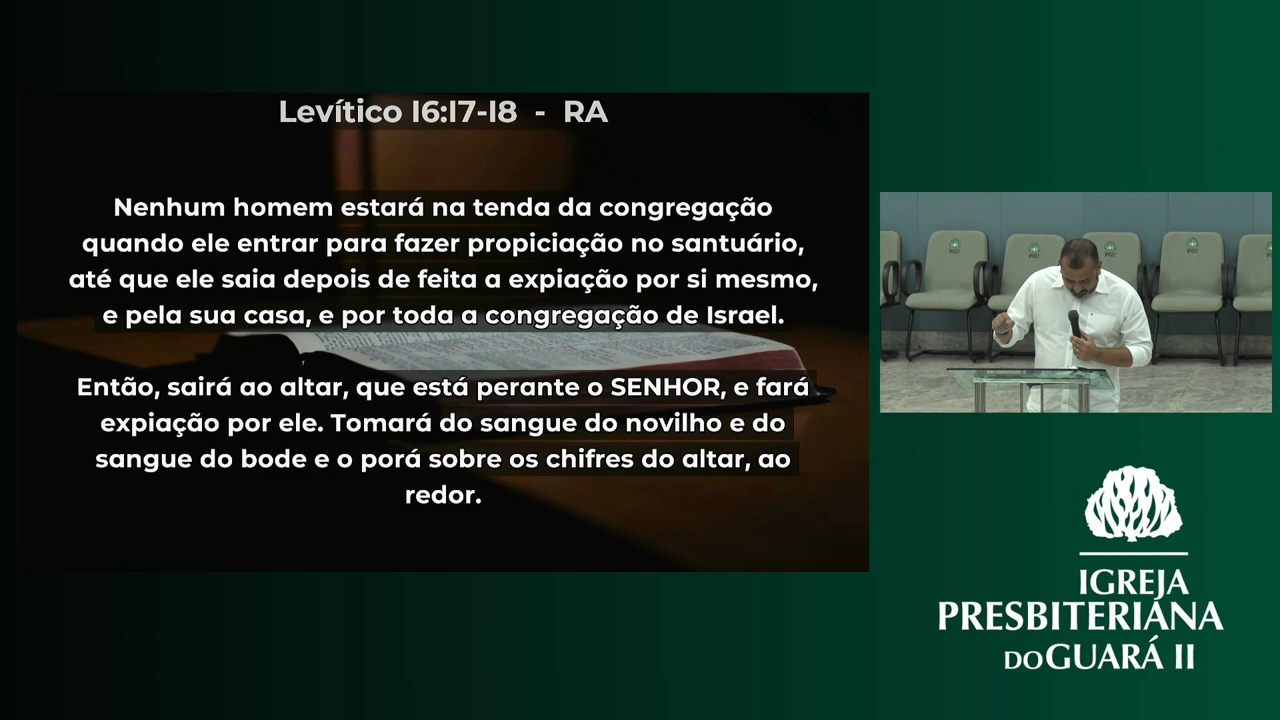 Levítico 16:17-18 - RA
Nenhum homem estará na tenda da congregação
quando ele entrar para fazer propiciação no santuário,
até que ele saia depois de feita a expiação por si mesmo,
e pela sua casa, e por toda a congregação de Israel.
Então, sairá ao altar, que está perante o SENHOR, e fará
expiação por ele. Tomará do sangue do novilho e do
sangue do bode e o porá sobre os chifres do altar, ao
redor.
IGREJA
PRESBITERIANA
DO GUARÁ II